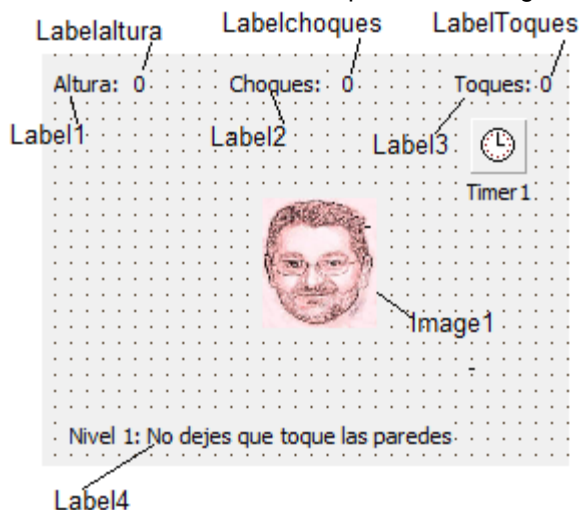 Labelaltura Labelchoques LabelToques
Altura: 0 Choques: 0 Toques: 0
Label1 Label2 Label3
Timer1
Image1
Nivel 1: No dejes que toque las paredes
Label4